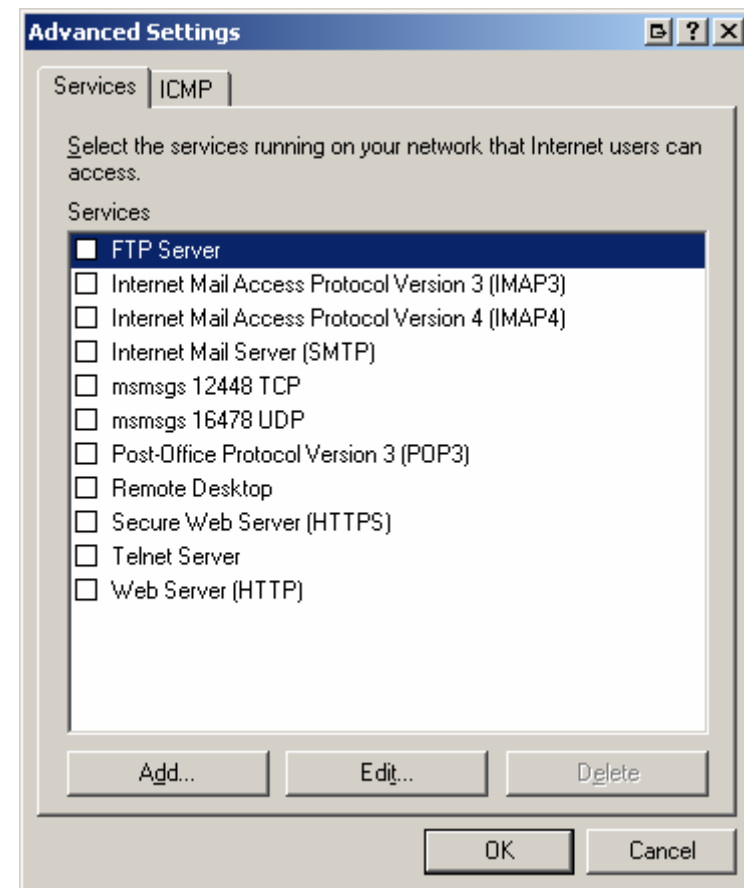 Advanced Settings
Services
ICMP
Select the services running on your network that Internet users can
access.
Services
FTP Server
Internet Mail Access Protocol Version 3 (IMAP3)
Internet Mail Access Protocol Version 4 (IMAP4)
Internet Mail Server (SMTP)
msmsgs 12448 TCP
msmsgs 16478 UDP
Post-Office Protocol Version 3 (POP3)
Remote Desktop
Secure Web Server (HTTPS)
Telnet Server
Web Server (HTTP)
Add...
Edit...
Delete
OK
Cancel